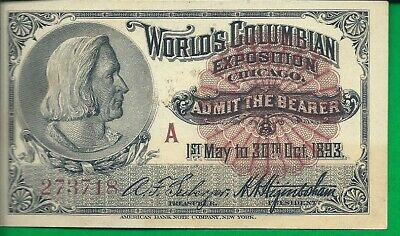 WORLD'S COLUMBIAN
EXPOSITION
CHICAGO.
ADMIT THE BEARER
A
1ST May to 30TH Oct 1893.
273718
TREASURER.
PRESIDENT
AMERICAN BANK NOTE COMPANY, NEW YORK.